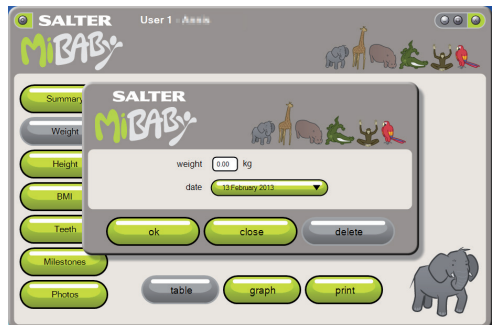 SALTER
User 1 -
MiBABy
Summary
Weight
Height
BMI
Teeth
Milestones
Photos
SALTER
MiBABy
weight 0.00 kg
date 13 February 2013
ok close delete
table graph print